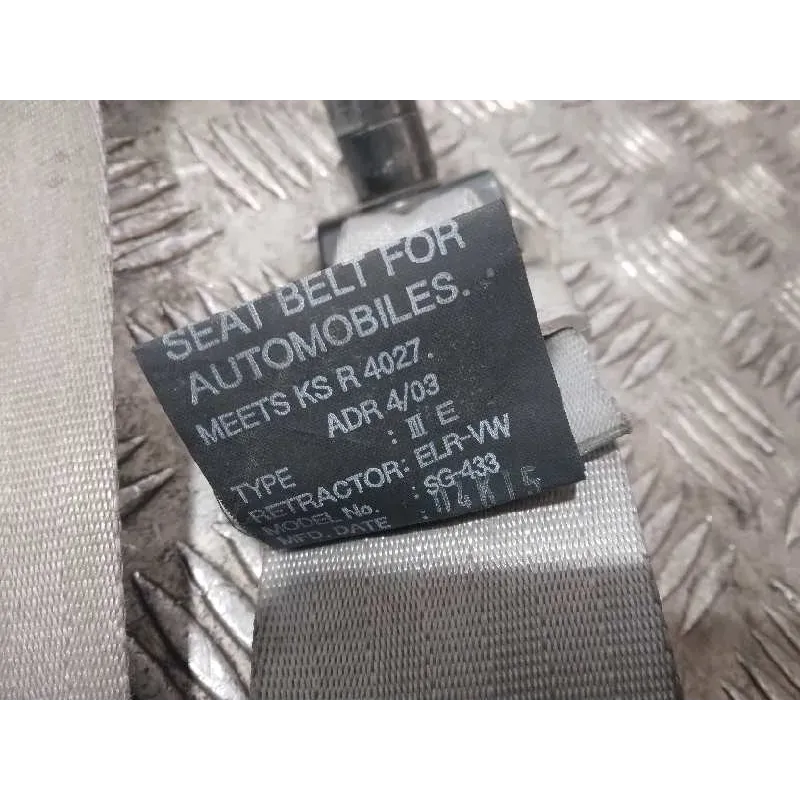 SEAT BELT FOR
AUTOMOBILES.
MEETS KS R 4027.
ADR 4/03
TYPE : III E
RETRACTOR: ELR-VW
MODEL No. : SG-433
MFD. DATE : 04K15